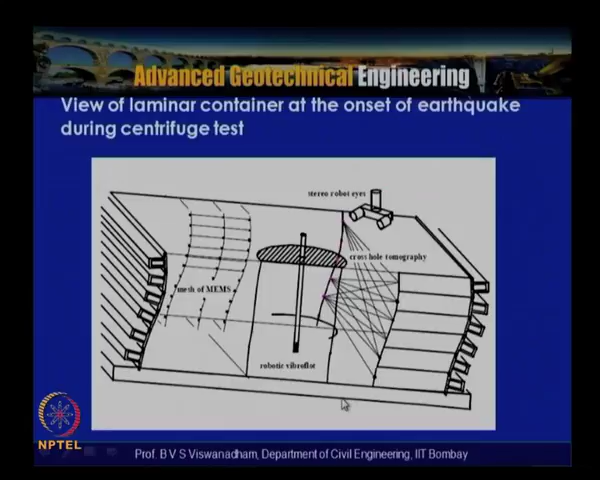 Advanced Geotechnical Engineering
View of laminar container at the onset of earthquake
during centrifuge test
stereo robot eyes
cross hole tomography
mesh of MEMS
robotic vibroflot
NPTEL
Prof. B V S Viswanadham, Department of Civil Engineering, IIT Bombay